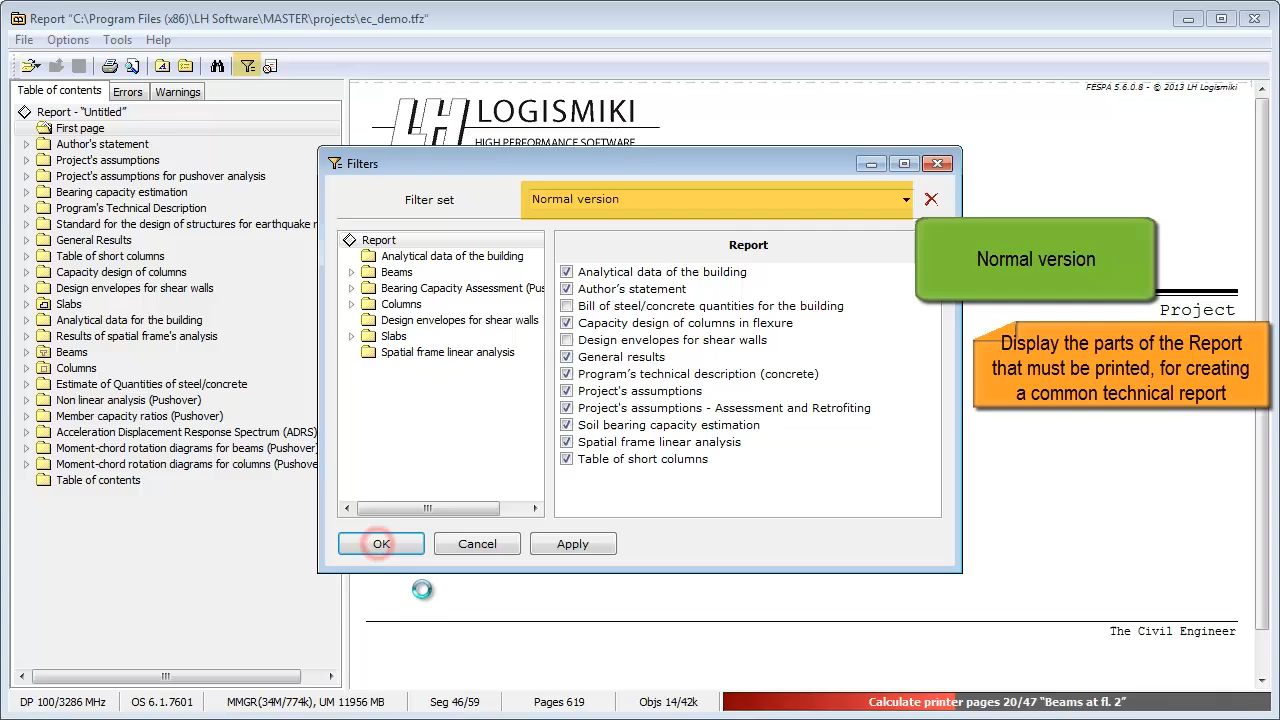 Report "C:\Program Files (x86)\LH Software\MASTER\projects\ec_demo.tfz"
File Options Tools Help
Table of contents Errors Warnings
Report - "Untitled"
First page
Author's statement
Project's assumptions
Project's assumptions for pushover analysis
Bearing capacity estimation
Program's Technical Description
Standard for the design of structures for earthquake r
General Results
Table of short columns
Capacity design of columns
Design envelopes for shear walls
Slabs
Analytical data for the building
Results of spatial frame's analysis
Beams
Columns
Estimate of Quantities of steel/concrete
Non linear analysis (Pushover)
Member capacity ratios (Pushover)
Acceleration Displacement Response Spectrum (ADRS)
Moment-chord rotation diagrams for beams (Pushover
Moment-chord rotation diagrams for columns (Pushove
Table of contents
FESPA 5.6.0.8 - © 2013 LH Logismiki
LH LOGISMIKI
HIGH PERFORMANCE SOFTWARE
Filters
Filter set Normal version
Report
Analytical data of the building
Beems
Bearing Capacity Assessment (Pus
Columns
Design envelopes for shear walls
Slabs
Spatial frame linear analysis
Report
Analytical data of the building
Author's statement
Bill of steel/concrete quantities for the building
Capacity design of columns in flexure
Design envelopes for shear walls
General results
Program's technical description (concrete)
Project's assumptions
Project's assumptions - Assessment and Retrofiting
Soil bearing capacity estimation
Spatial frame linear analysis
Table of short columns
OK Cancel Apply
Normal version
Project
Display the parts of the Report
that must be printed, for creating
a common technical report
The Civil Engineer
DP 100/3286 MHz OS 6.1.7601 MMGR(34M/774k), UM 11956 MB Seg 46/59 Pages 619 Objs 14/42k Calculate printer pages 20/47 "Beams at fl. 2"